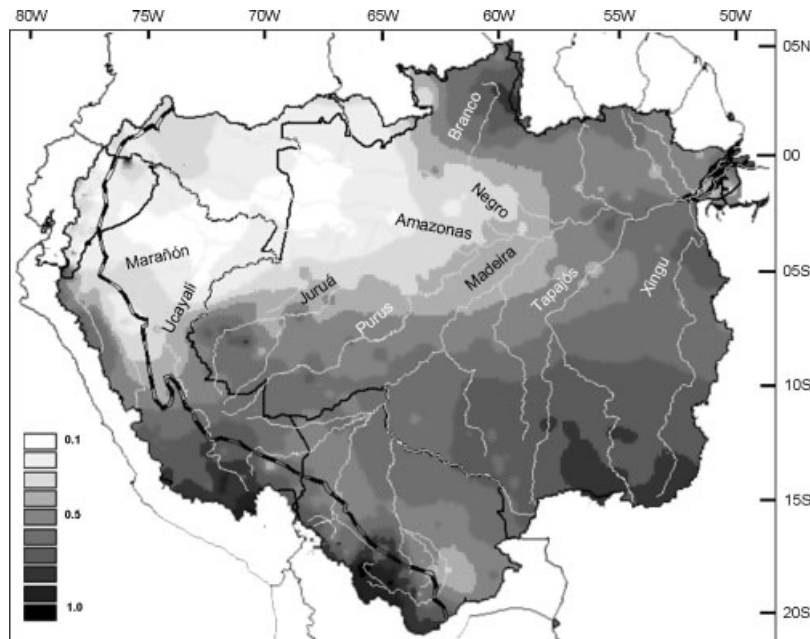 80W 75W 70W 65W 60W 55W 50W
05N
Branco
00
Negro
Amazonas
Marañón
Madeira
05S
Ucayali
Juruá
Purus
Tapajós
Xingu
10S
0.1
15S
0.5
1.0
20S